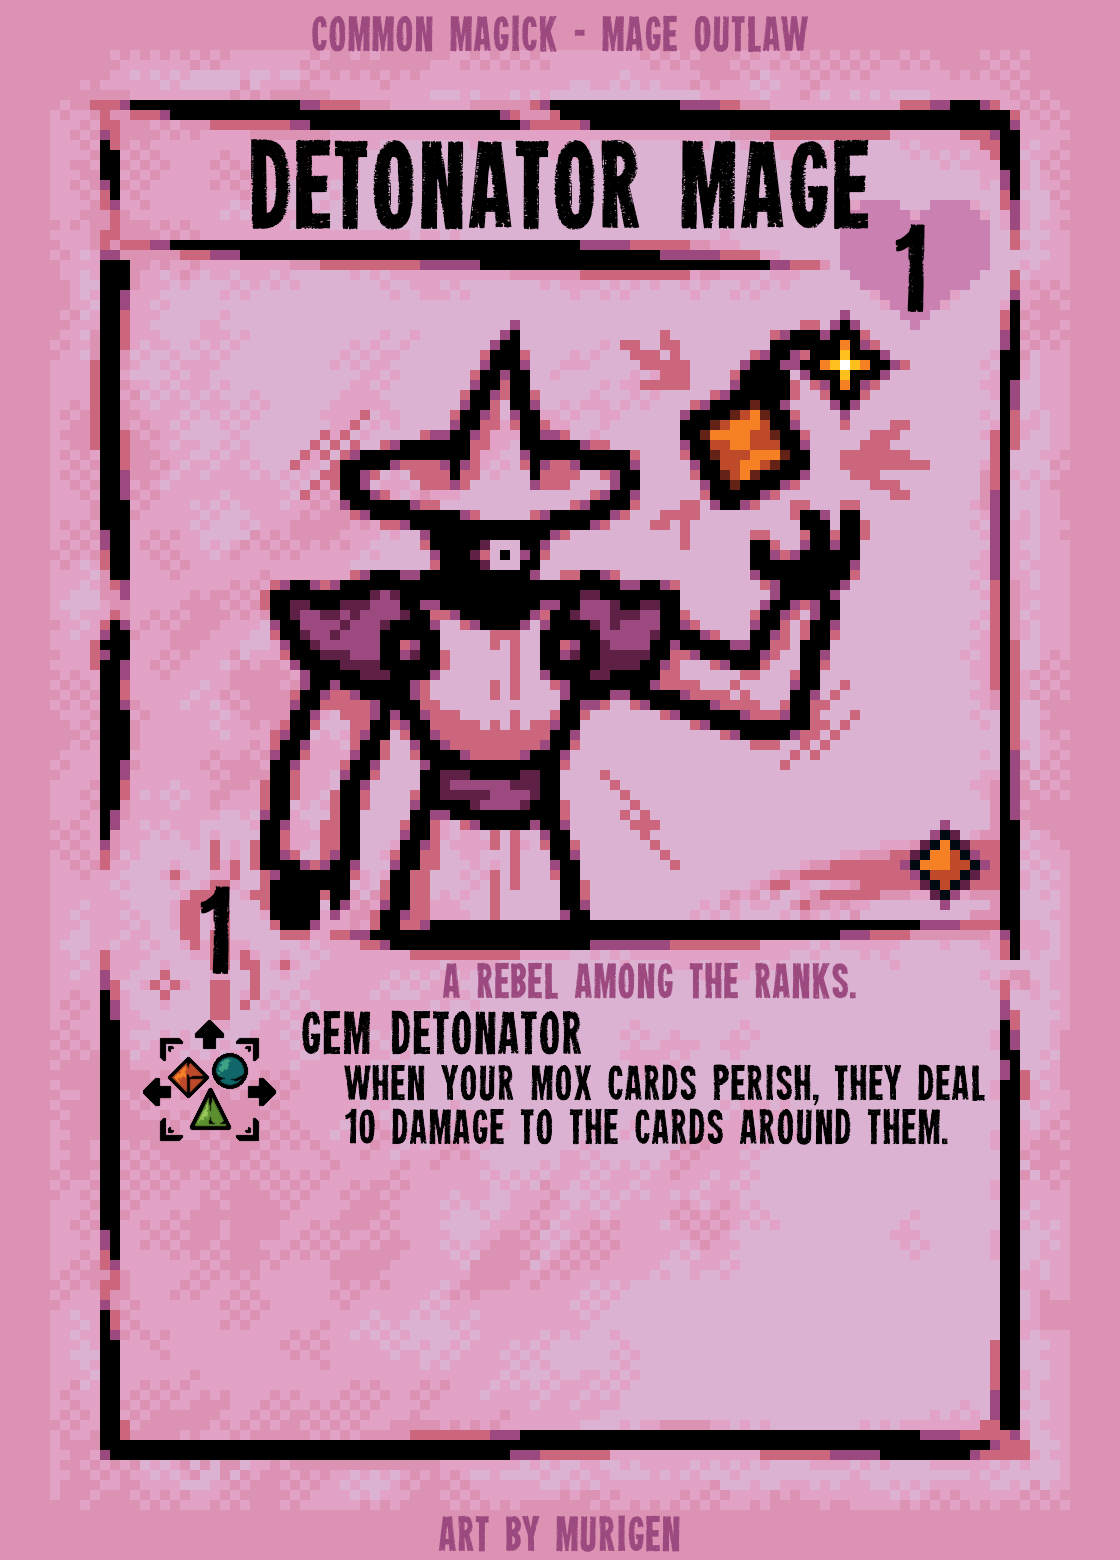 COMMON MAGICK - MAGE OUTLAW
DETONATOR MAGE
1
1
A REBEL AMONG THE RANKS.
GEM DETONATOR
WHEN YOUR MOX CARDS PERISH, THEY DEAL
10 DAMAGE TO THE CARDS AROUND THEM.
ART BY MURIGEN